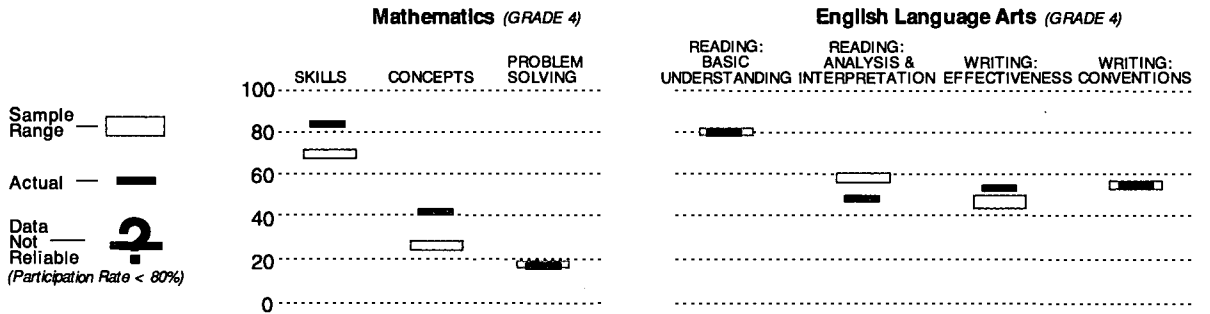 Mathematics (GRADE 4)
SKILLS
CONCEPTS
PROBLEM
SOLVING
English Language Arts (GRADE 4)
READING:
BASIC
UNDERSTANDING
READING:
ANALYSIS &
INTERPRETATION
WRITING:
EFFECTIVENESS
WRITING:
CONVENTIONS
100
80
60
40
20
0
Sample
Range
Actual
Data
Not
Reliable
?
(Participation Rate < 80%)